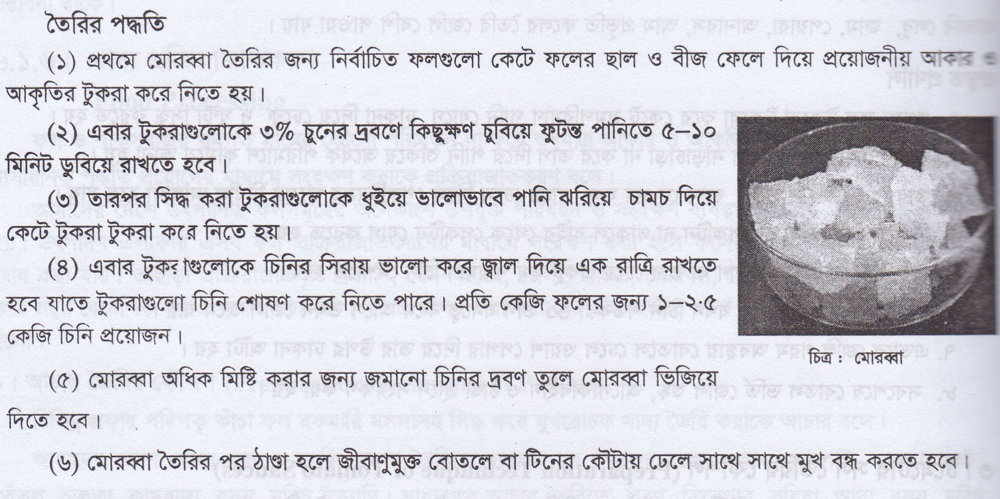 তৈরির পদ্ধতি
(১) প্রথমে মোরব্বা তৈরির জন্য নির্বাচিত ফলগুলো কেটে ফলের ছাল ও বীজ ফেলে দিয়ে প্রয়োজনীয় আকার ও
আকৃতির টুকরা করে নিতে হয়।
(২) এবার টুকরাগুলোকে ৩% চুনের দ্রবণে কিছুক্ষণ চুবিয়ে ফুটন্ত পানিতে ৫–১০
মিনিট ডুবিয়ে রাখতে হবে।
(৩) তারপর সিদ্ধ করা টুকরাগুলোকে ধুইয়ে ভালোভাবে পানি ঝরিয়ে চামচ দিয়ে
কেটে টুকরা টুকরা করে নিতে হয়।
(৪) এবার টুকরাগুলোকে চিনির সিরায় ভালো করে জ্বাল দিয়ে এক রাত্রি রাখতে
হবে যাতে টুকরাগুলো চিনি শোষণ করে নিতে পারে। প্রতি কেজি ফলের জন্য ১–২·৫
কেজি চিনি প্রয়োজন।
চিত্র : মোরব্বা
(৫) মোরব্বা অধিক মিষ্টি করার জন্য জমানো চিনির দ্রবণ তুলে মোরব্বা ভিজিয়ে
দিতে হবে।
(৬) মোরব্বা তৈরির পর ঠাণ্ডা হলে জীবাণুমুক্ত বোতলে বা টিনের কৌটায় ঢেলে সাথে সাথে মুখ বন্ধ করতে হবে।